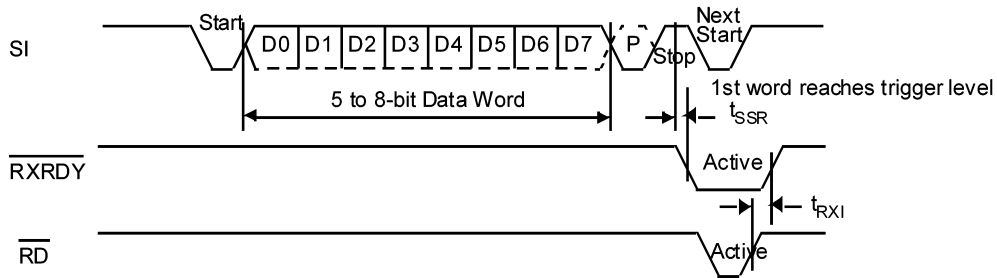 Start
Next
Start
SI
D0 D1 D2 D3 D4 D5 D6 D7 P
Stop
5 to 8-bit Data Word
1st word reaches trigger level
tSSR
RXRDY
Active
tRXI
RD
Active